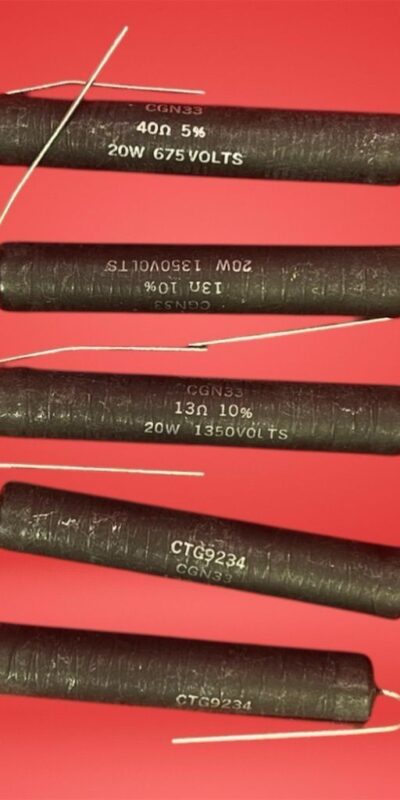 CGN33
40Ω 5%
20W 675VOLTS
20W 1350VOLTS
13Ω 10%
CGN33
CGN33
13Ω 10%
20W 1350VOLTS
CTG9234
CGN33
CTG9234